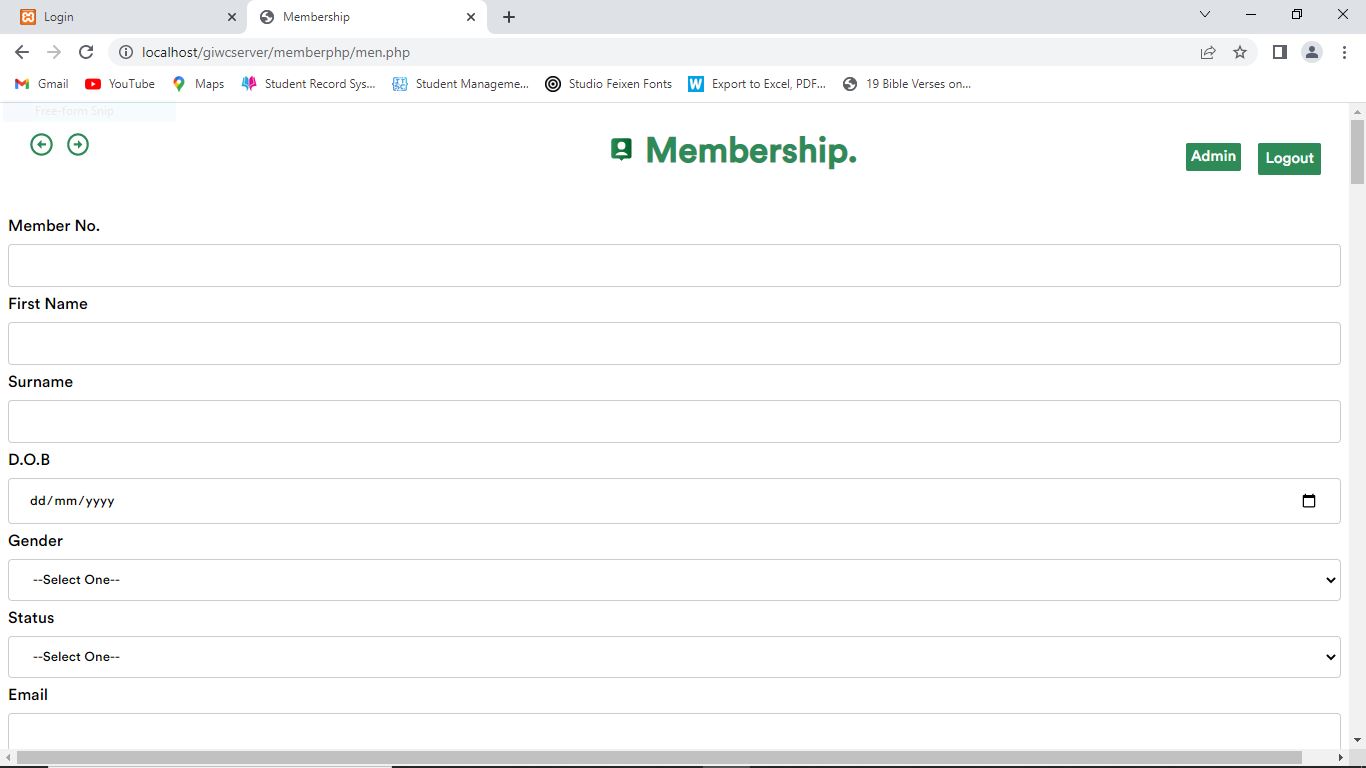 Login
Membership
localhost/giwcserver/memberphp/men.php
Gmail
YouTube
Maps
Student Record Sys...
Student Manageme...
Studio Feixen Fonts
Export to Excel, PDF...
19 Bible Verses on...
Free-form Snip
Membership.
Admin
Logout
Member No.
First Name
Surname
D.O.B
dd/mm/yyyy
Gender
--Select One--
Status
--Select One--
Email